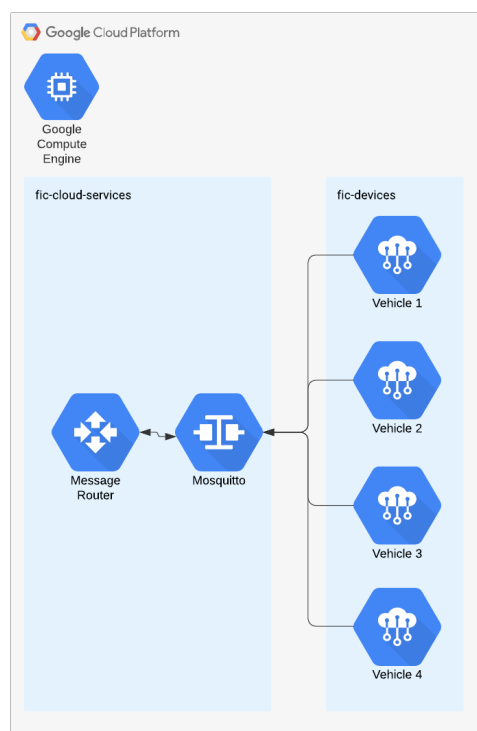 Google Cloud Platform
Google
Compute
Engine
fic-cloud-services
fic-devices
Vehicle 1
Vehicle 2
Message
Router
Mosquitto
Vehicle 3
Vehicle 4